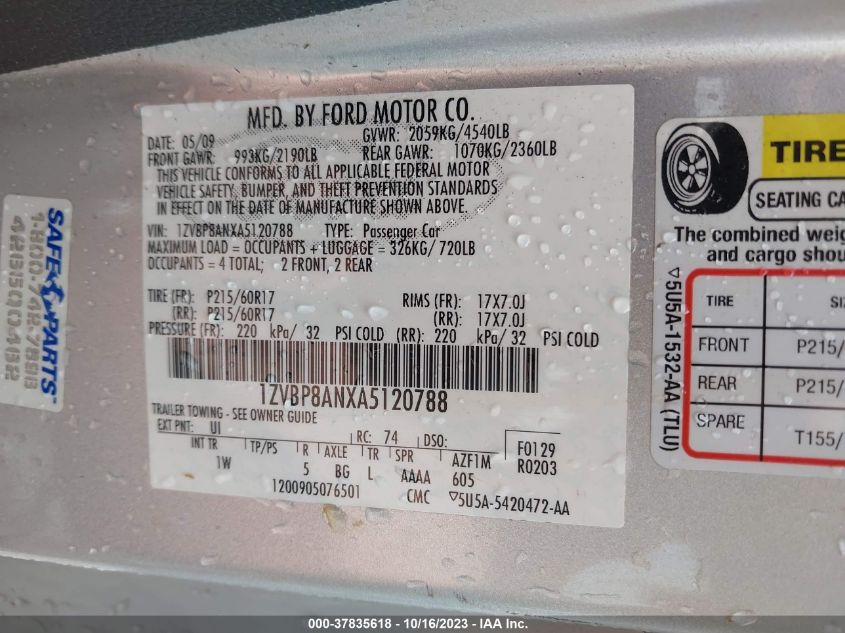 MFD. BY FORD MOTOR CO.
DATE: 05/09 GVWR: 2059KG/4540LB
FRONT GAWR: 993KG/2190LB REAR GAWR: 1070KG/2360LB
THIS VEHICLE CONFORMS TO ALL APPLICABLE FEDERAL MOTOR
VEHICLE SAFETY, BUMPER, AND THEFT PREVENTION STANDARDS
IN EFFECT ON THE DATE OF MANUFACTURE SHOWN ABOVE.
VIN: 1ZVBP8ANXA5120788 TYPE: Passenger Car
MAXIMUM LOAD = OCCUPANTS + LUGGAGE = 326KG/ 720LB
OCCUPANTS = 4 TOTAL; 2 FRONT, 2 REAR
TIRE (FR): P215/60R17 RIMS (FR): 17X7.0J
(RR): P215/60R17 (RR): 17X7.0J
PRESSURE (FR): 220 kPa/ 32 PSI COLD (RR): 220 kPa/ 32 PSI COLD
1ZVBP8ANXA5120788
TRAILER TOWING - SEE OWNER GUIDE
EXT PNT: UI RC: 74 DSO: F0129
INT TR TP/PS R AXLE TR SPR AZF1M R0203
1W 5 BG L AAAA 605
1200905076501 CMC ▽5U5A-5420472-AA
SAFE PARTS
1-800-742-7898
▽5U5A-1532-AA (TLU)
TIRE
SEATING CA
The combined weig
and cargo shou
TIRE SIZ
FRONT P215/
REAR P215/
SPARE T155/
000-37835618 - 10/16/2023 - IAA Inc.